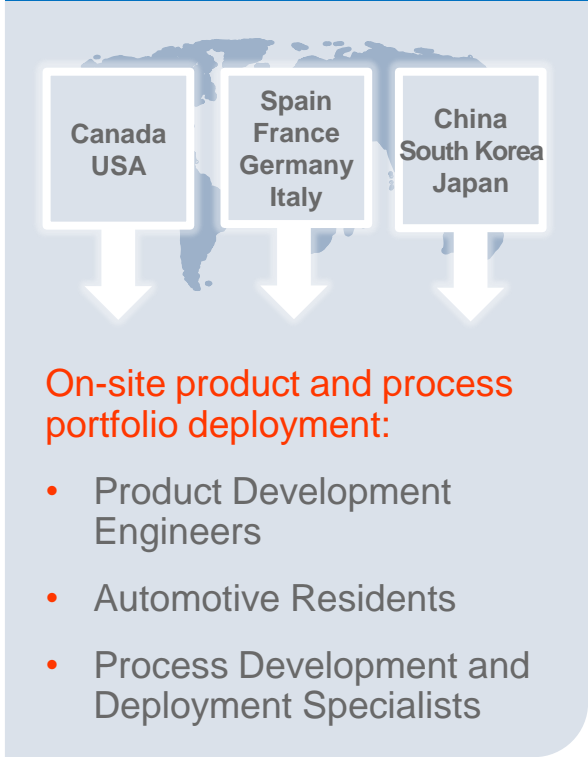 Canada
USA
Spain
France
Germany
Italy
China
South Korea
Japan
On-site product and process
portfolio deployment:
• Product Development
Engineers
• Automotive Residents
• Process Development and
Deployment Specialists